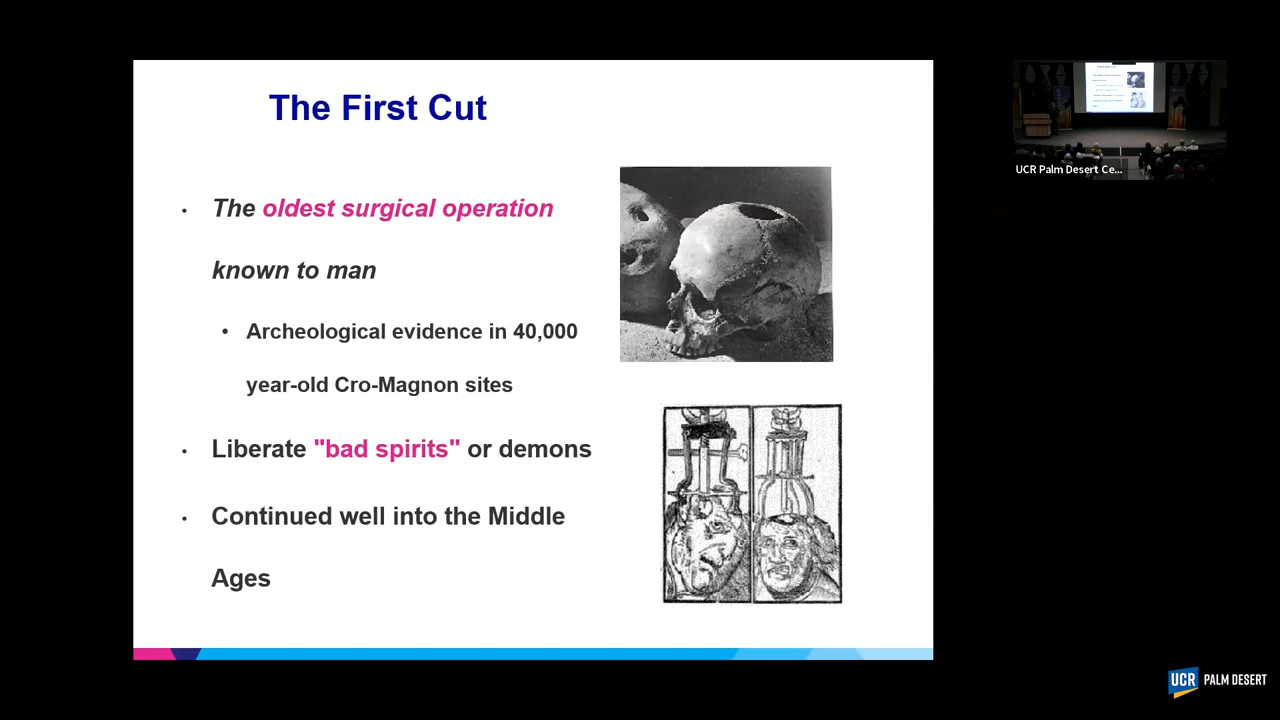 The First Cut
• The oldest surgical operation
known to man
• Archeological evidence in 40,000
year-old Cro-Magnon sites
• Liberate "bad spirits" or demons
• Continued well into the Middle
Ages
UCR Palm Desert Ce...
UCR PALM DESERT